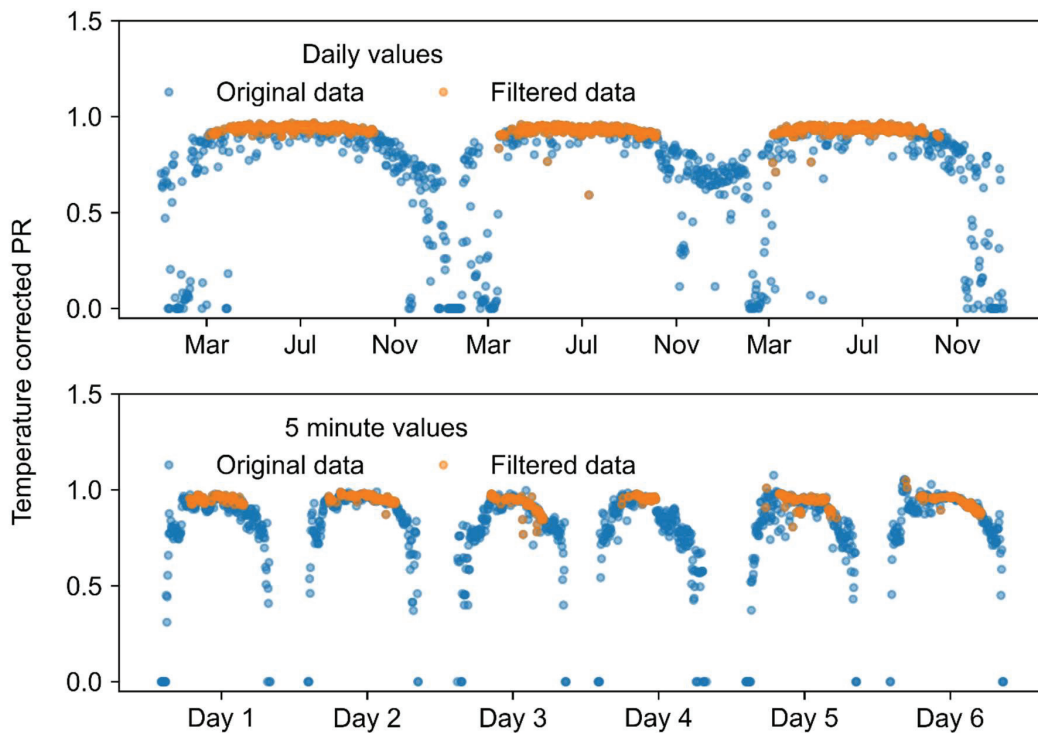 Temperature corrected PR
1.5
Daily values
Original data Filtered data
1.0
0.5
0.0
Mar Jul Nov Mar Jul Nov Mar Jul Nov
1.5
5 minute values
Original data Filtered data
1.0
0.5
0.0
Day 1 Day 2 Day 3 Day 4 Day 5 Day 6